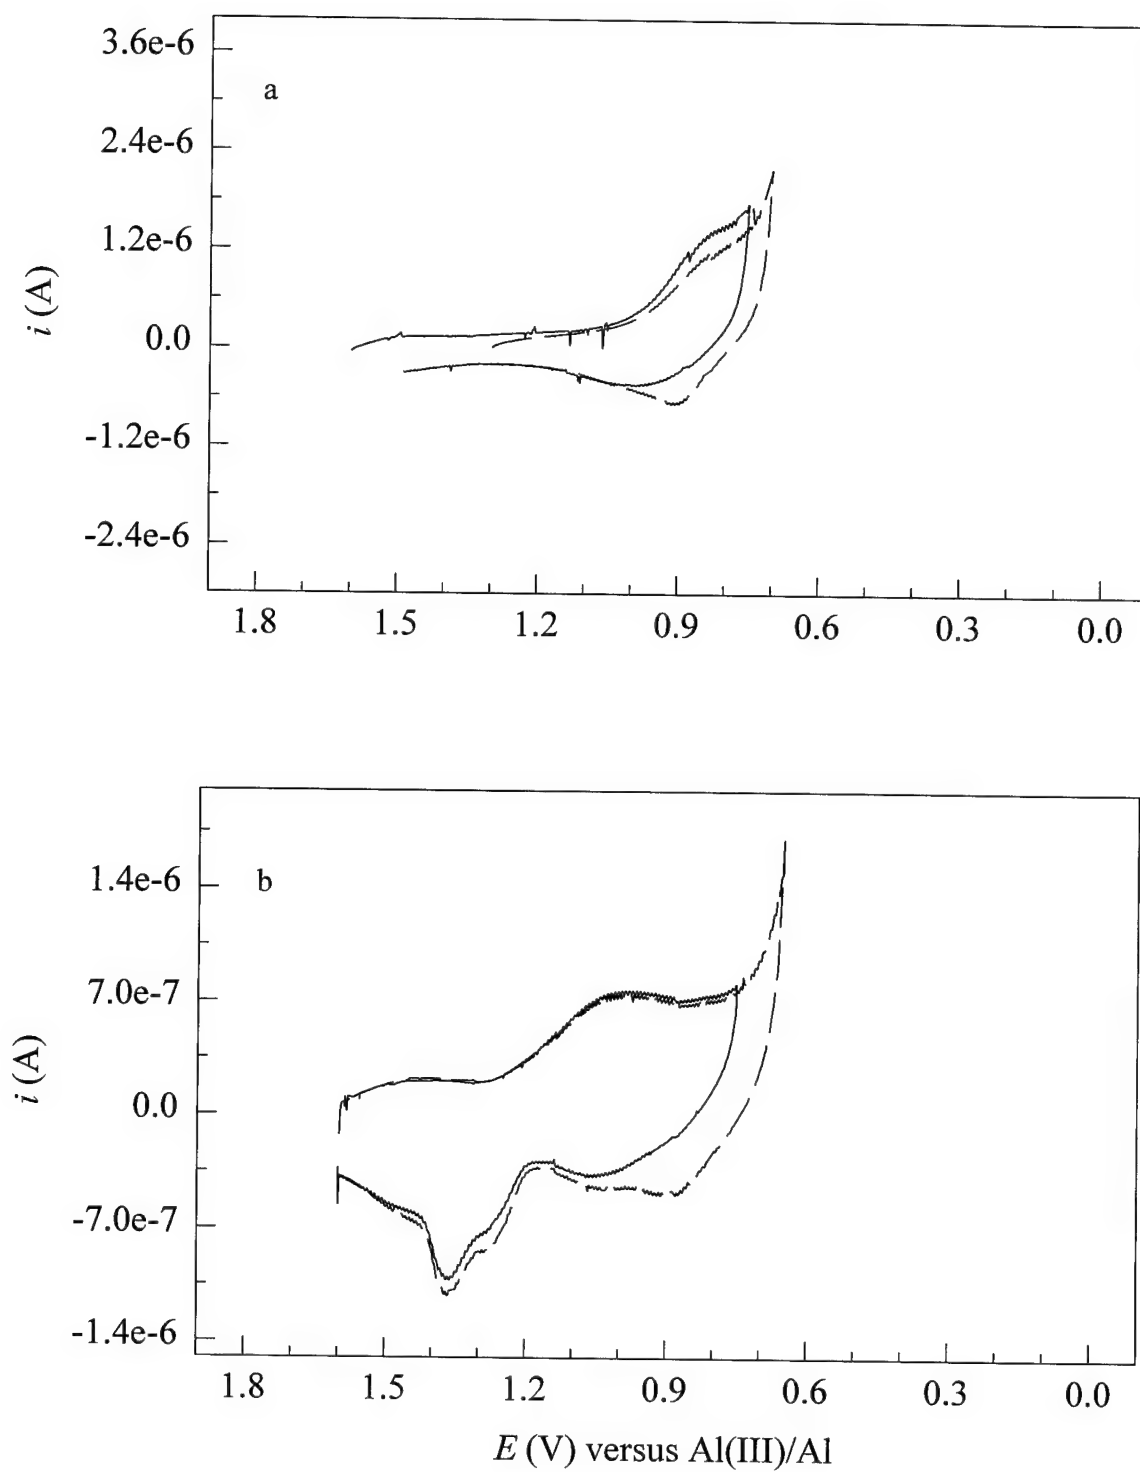 3.6e-6
a
2.4e-6
1.2e-6
i (A)
0.0
-1.2e-6
-2.4e-6
1.8 1.5 1.2 0.9 0.6 0.3 0.0
1.4e-6
b
7.0e-7
i (A)
0.0
-7.0e-7
-1.4e-6
1.8 1.5 1.2 0.9 0.6 0.3 0.0
E (V) versus Al(III)/Al